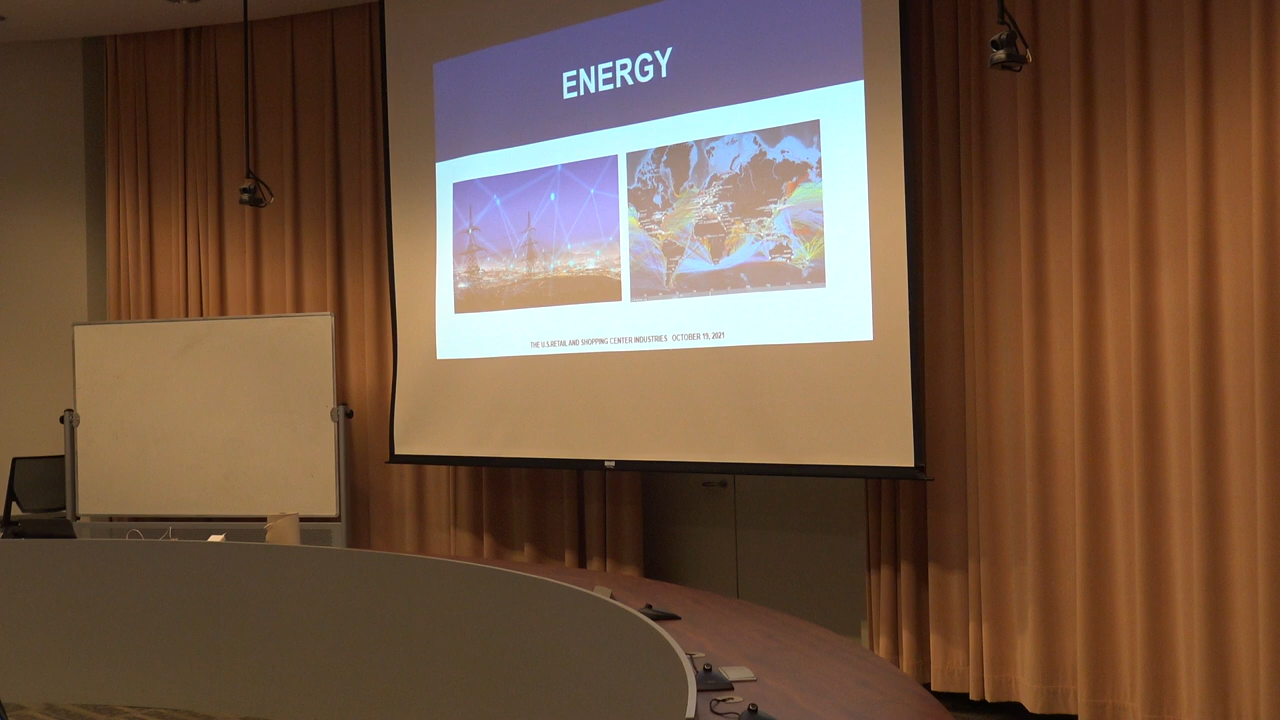 ENERGY
THE U.S.RETAIL AND SHOPPING CENTER INDUSTRIES OCTOBER 19, 2021